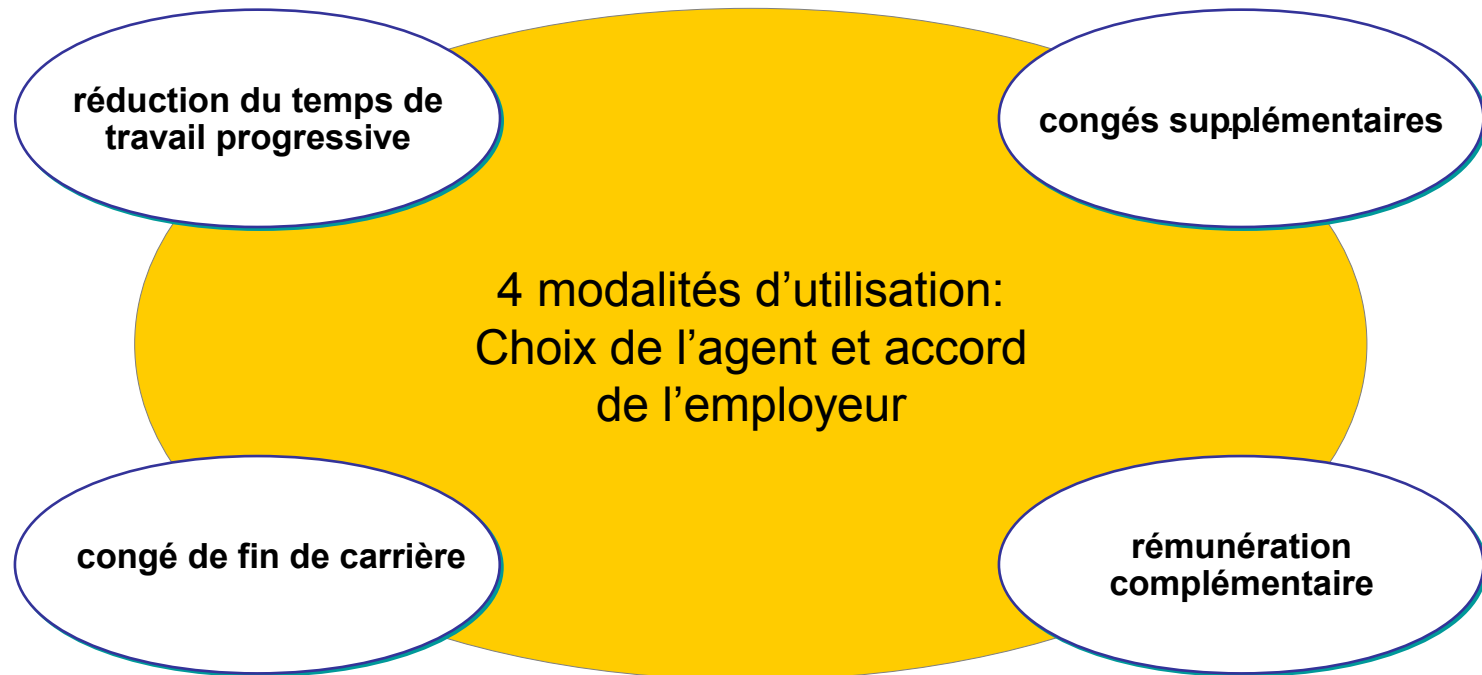 réduction du temps de
travail progressive
congés supplémentaires
4 modalités d’utilisation:
Choix de l’agent et accord
de l’employeur
congé de fin de carrière
rémunération
complémentaire